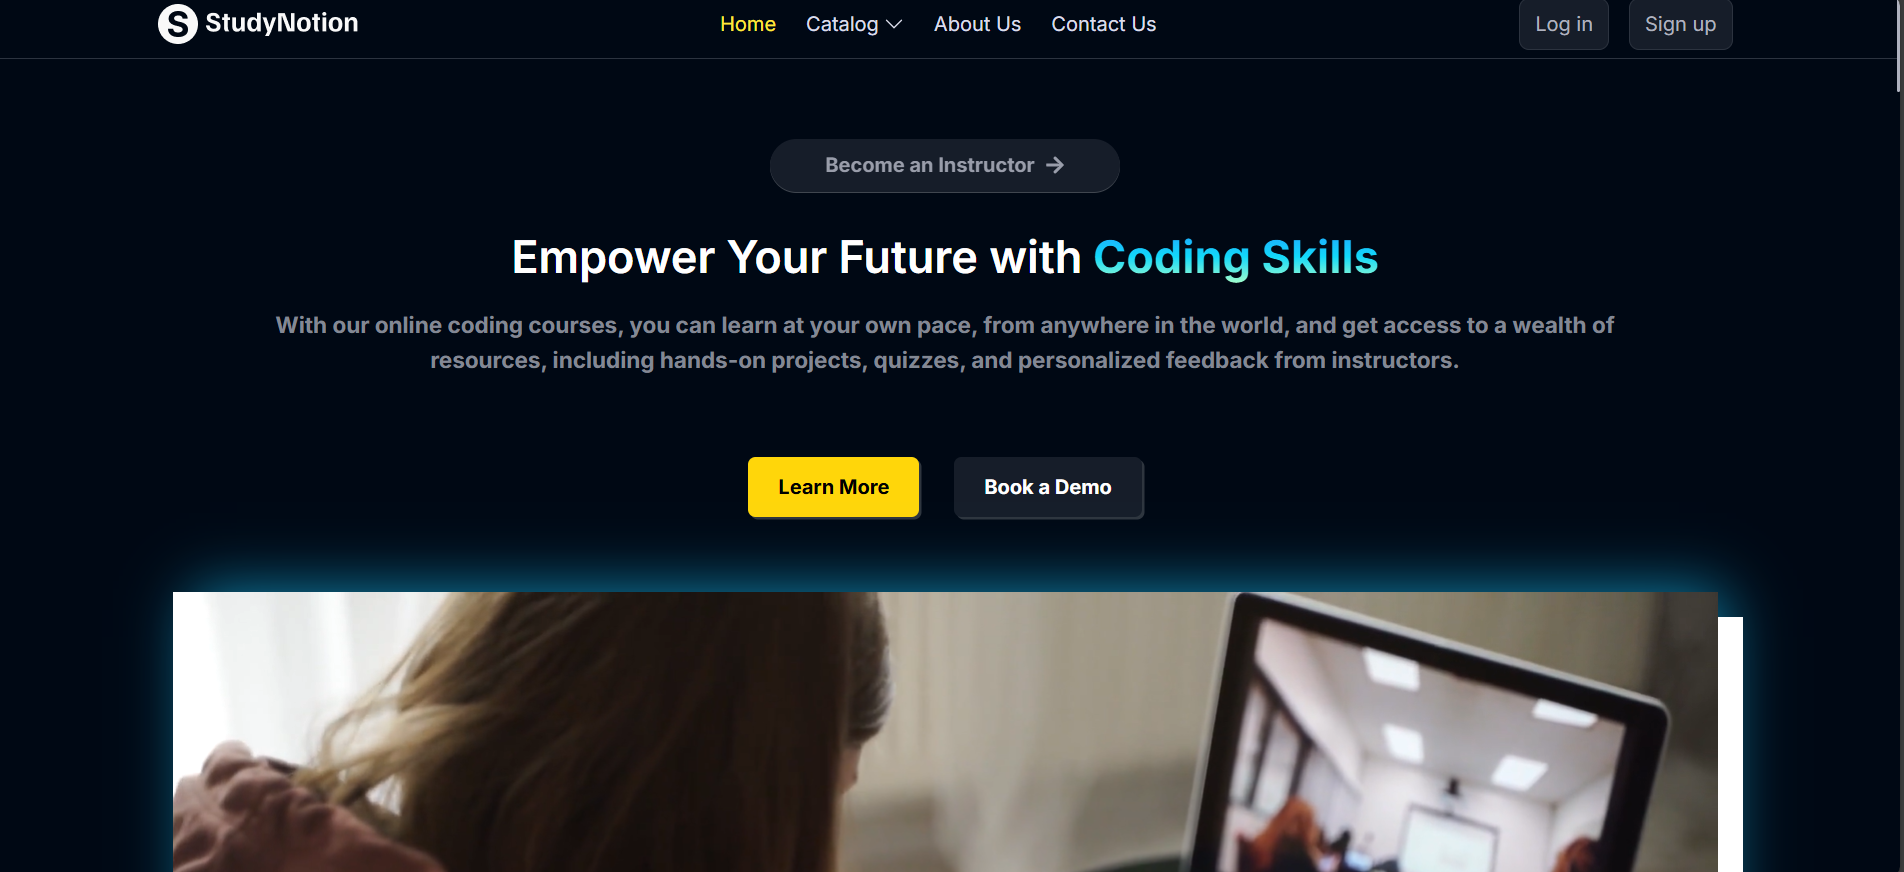 StudyNotion
Home
Catalog
About Us
Contact Us
Log in
Sign up
Become an Instructor
Empower Your Future with Coding Skills
With our online coding courses, you can learn at your own pace, from anywhere in the world, and get access to a wealth of
resources, including hands-on projects, quizzes, and personalized feedback from instructors.
Learn More
Book a Demo